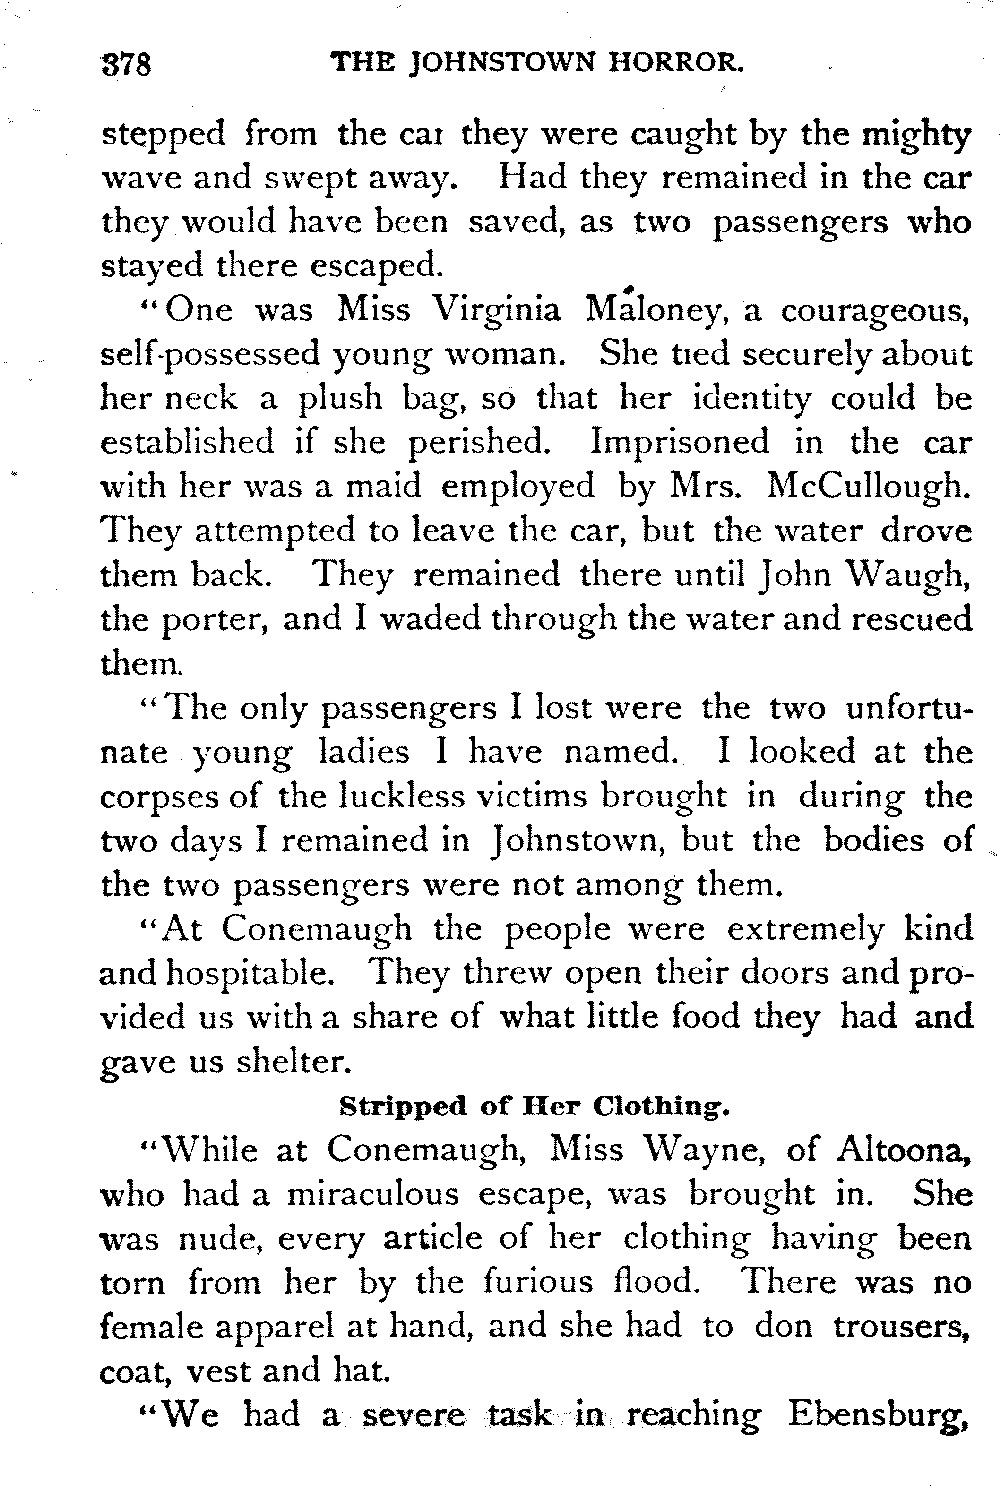 378 THE JOHNSTOWN HORROR.
stepped from the car they were caught by the mighty
wave and swept away. Had they remained in the car
they would have been saved, as two passengers who
stayed there escaped.
“One was Miss Virginia Maloney, a courageous,
self-possessed young woman. She tied securely about
her neck a plush bag, so that her identity could be
established if she perished. Imprisoned in the car
with her was a maid employed by Mrs. McCullough.
They attempted to leave the car, but the water drove
them back. They remained there until John Waugh,
the porter, and I waded through the water and rescued
them.
“The only passengers I lost were the two unfortu-
nate young ladies I have named. I looked at the
corpses of the luckless victims brought in during the
two days I remained in Johnstown, but the bodies of
the two passengers were not among them.
“At Conemaugh the people were extremely kind
and hospitable. They threw open their doors and pro-
vided us with a share of what little food they had and
gave us shelter.
Stripped of Her Clothing.
“While at Conemaugh, Miss Wayne, of Altoona,
who had a miraculous escape, was brought in. She
was nude, every article of her clothing having been
torn from her by the furious flood. There was no
female apparel at hand, and she had to don trousers,
coat, vest and hat.
“We had a severe task in reaching Ebensburg,